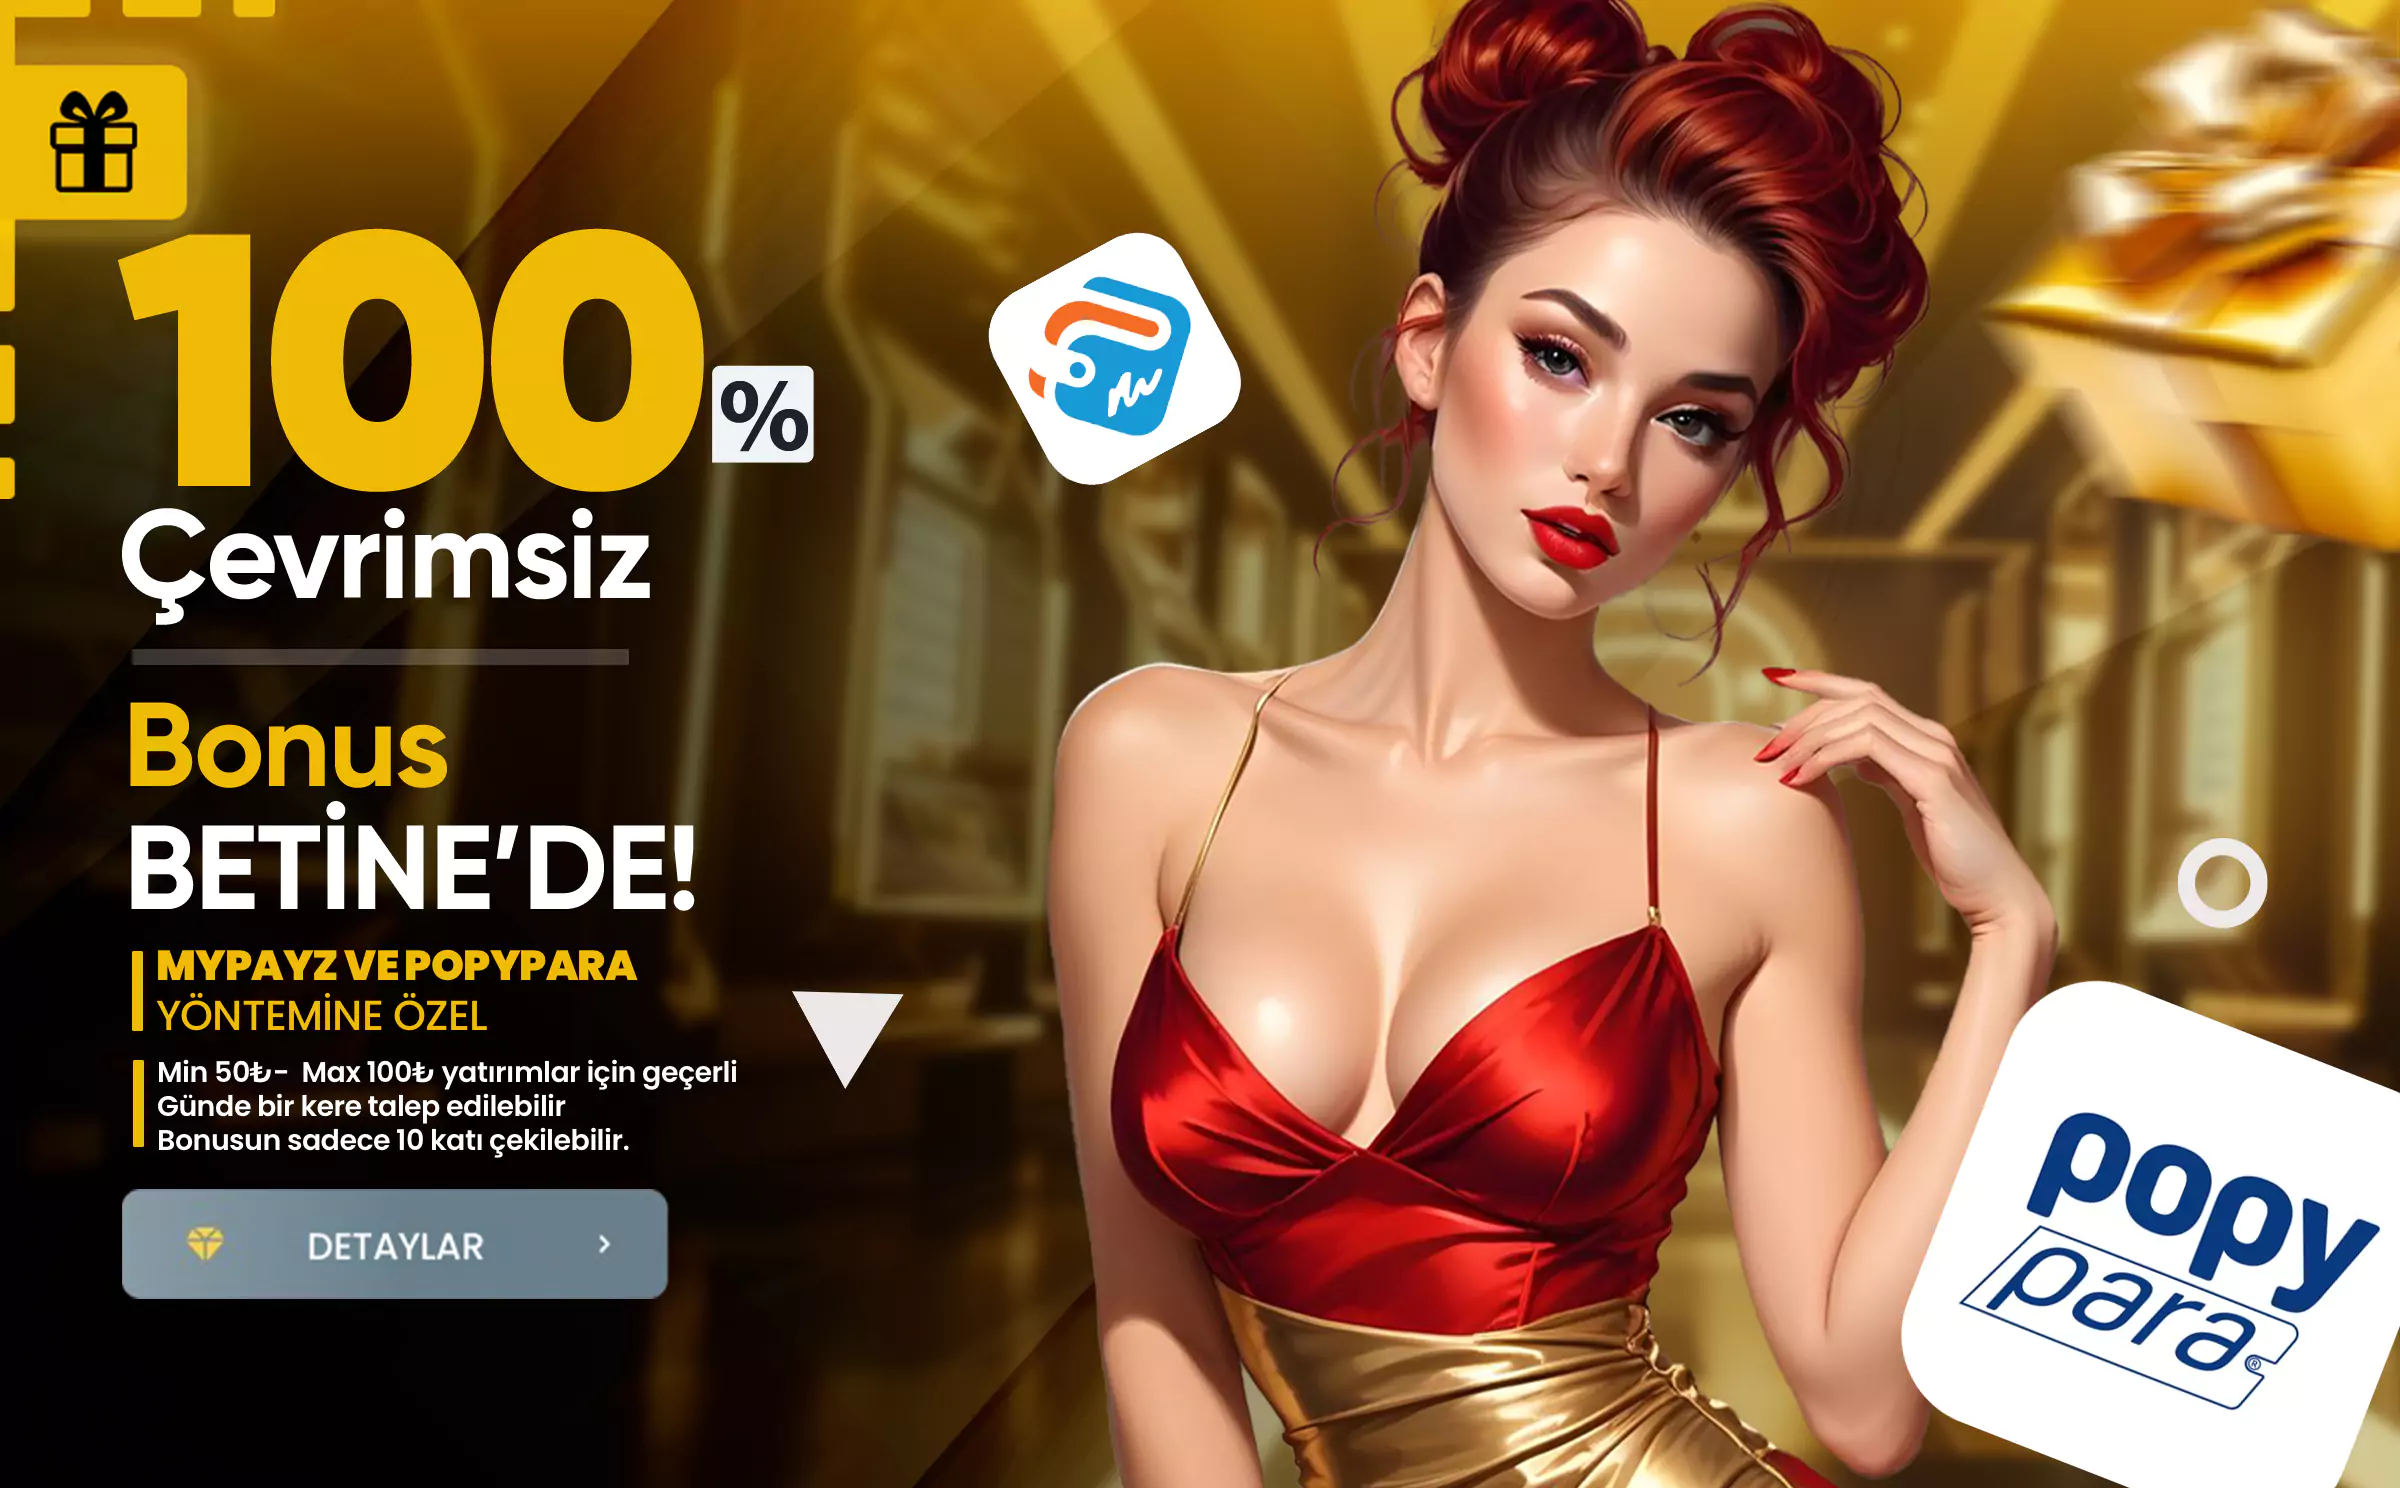 100%
Çevrimsiz
Bonus
BETİNE'DE!
MYPAYZ VE POPYPARA
YÖNTEMİNE ÖZEL
Min 50₺- Max 100₺ yatırımlar için geçerli
Günde bir kere talep edilebilir
Bonusun sadece 10 katı çekilebilir.
DETAYLAR
popy
para®